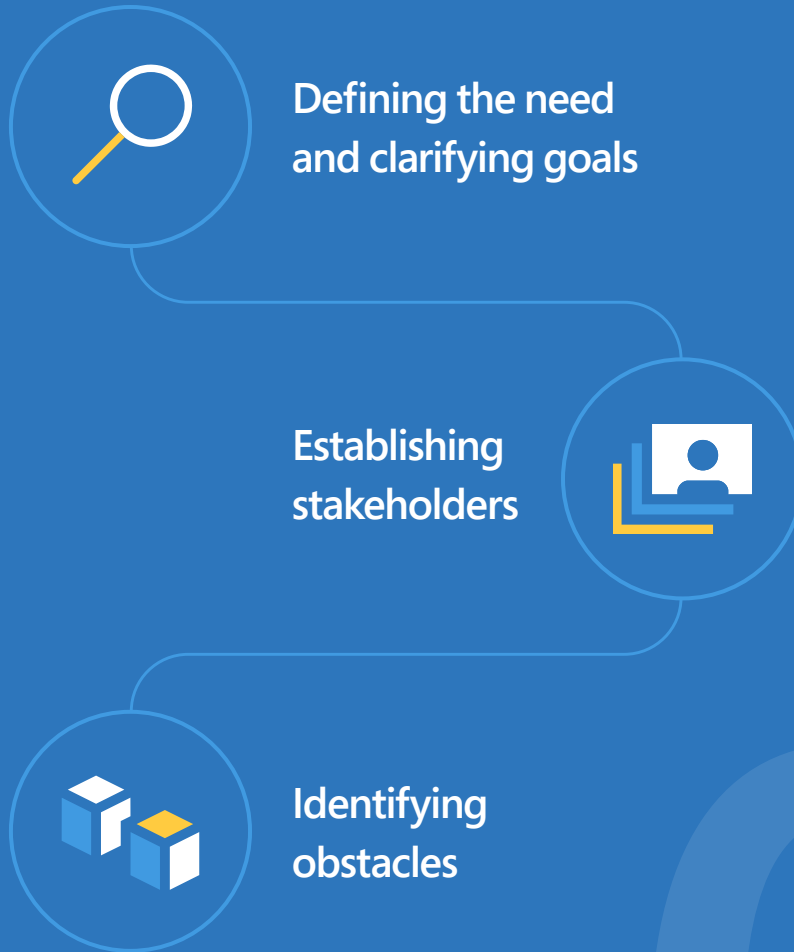 Defining the need
and clarifying goals
Establishing
stakeholders
Identifying
obstacles